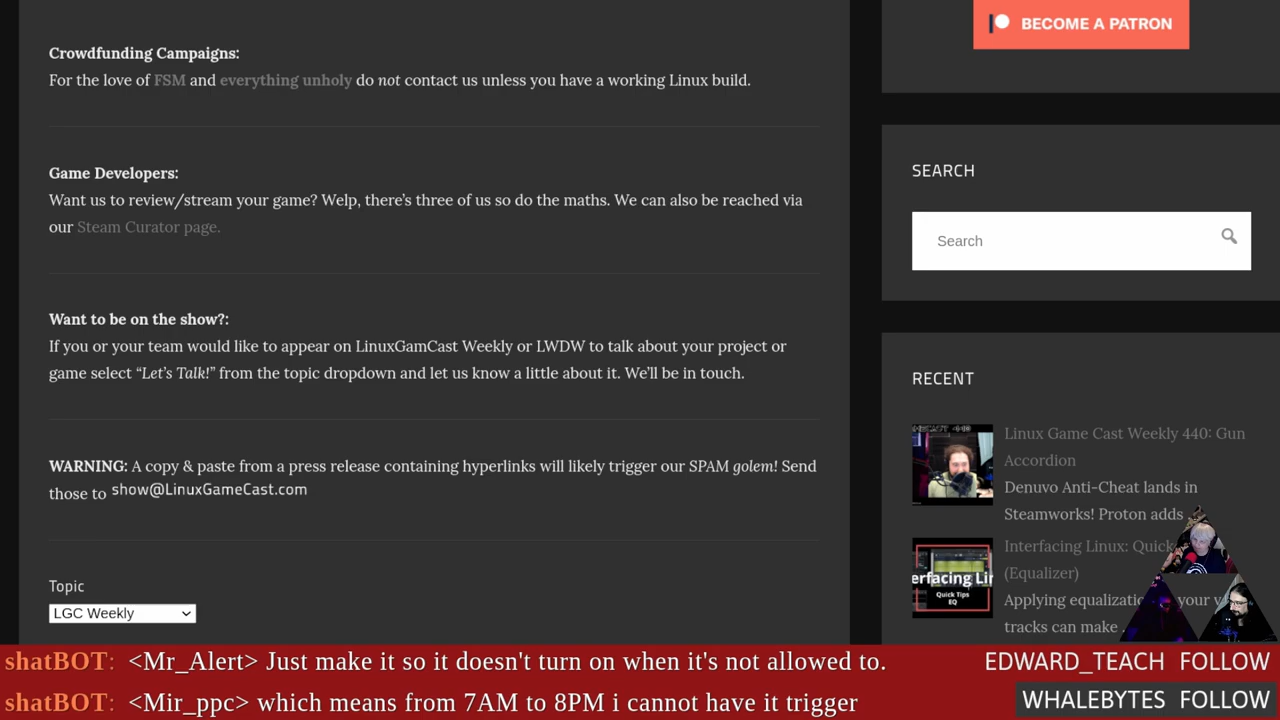 BECOME A PATRON
Crowdfunding Campaigns:
For the love of FSM and everything unholy do not contact us unless you have a working Linux build.
Game Developers:
Want us to review/stream your game? Welp, there's three of us so do the maths. We can also be reached via
our Steam Curator page.
Want to be on the show?:
If you or your team would like to appear on LinuxGamCast Weekly or LWDW to talk about your project or
game select “Let's Talk!” from the topic dropdown and let us know a little about it. We'll be in touch.
WARNING: A copy & paste from a press release containing hyperlinks will likely trigger our SPAM golem! Send
those to show@LinuxGameCast.com
Topic
LGC Weekly
SEARCH
Search
RECENT
Linux Game Cast Weekly 440: Gun
Accordion
Denuvo Anti-Cheat lands in
Steamworks! Proton adds
Interfacing Linux: Quick
(Equalizer)
Applying your
tracks can make
erfacing Lin
Quick Tips
EQ
shatBOT: <Mr_Alert> Just make it so it doesn't turn on when it's not allowed to.
shatBOT: <Mir_ppc> which means from 7AM to 8PM i cannot have it trigger
EDWARD_TEACH FOLLOW
WHALEBYTES FOLLOW